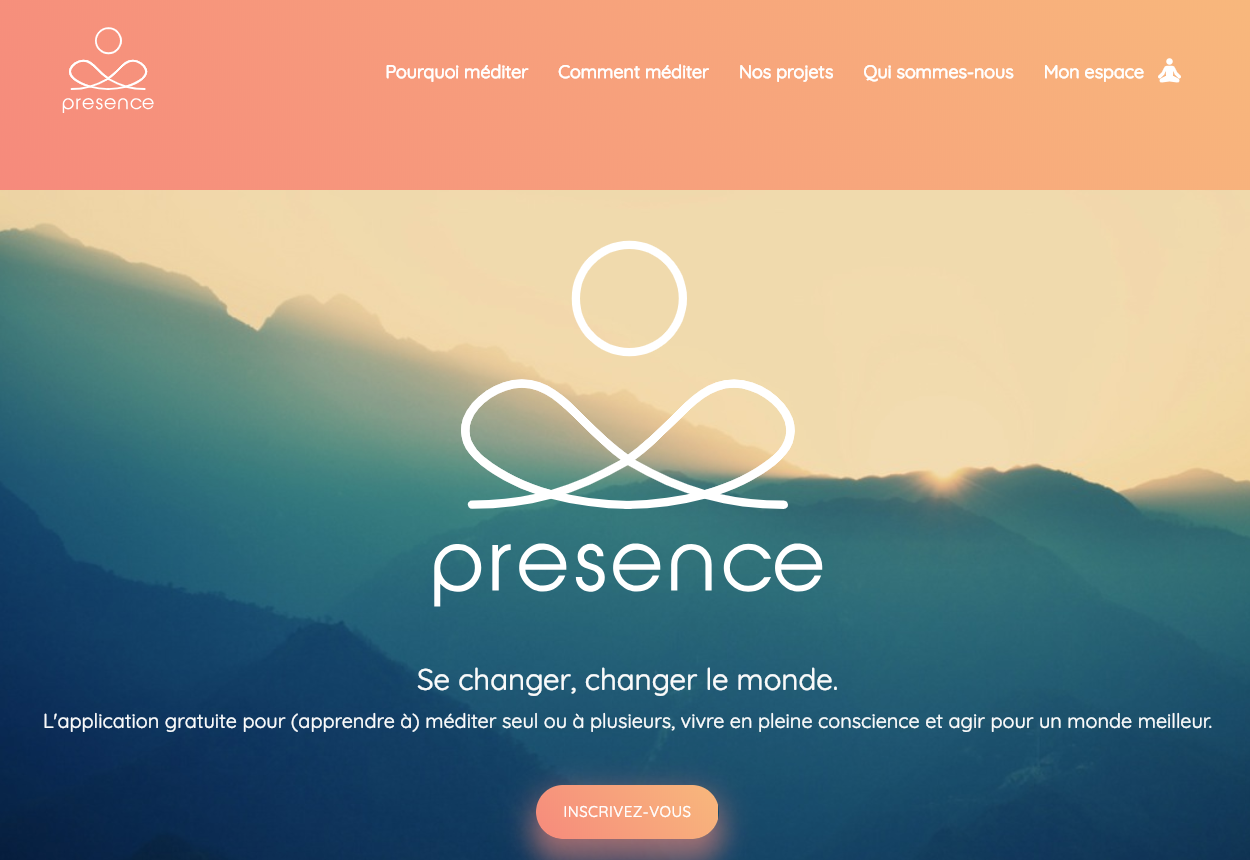 presence
Pourquoi méditer Comment méditer Nos projets Qui sommes-nous Mon espace
presence
Se changer, changer le monde.
L'application gratuite pour (apprendre à) méditer seul ou à plusieurs, vivre en pleine conscience et agir pour un monde meilleur.
INSCRIVEZ-VOUS